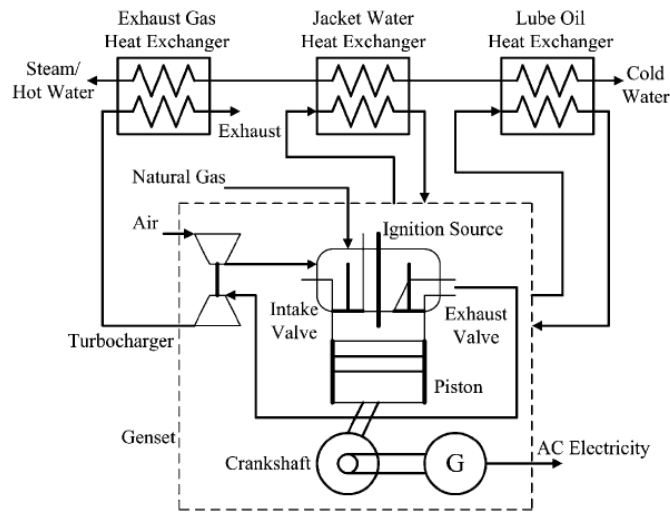 Exhaust Gas
Heat Exchanger
Jacket Water
Heat Exchanger
Lube Oil
Heat Exchanger
Steam/
Hot Water
Cold
Water
Exhaust
Natural Gas
Air
Ignition Source
Intake
Valve
Exhaust
Valve
Turbocharger
Piston
Genset
Crankshaft
G
AC Electricity